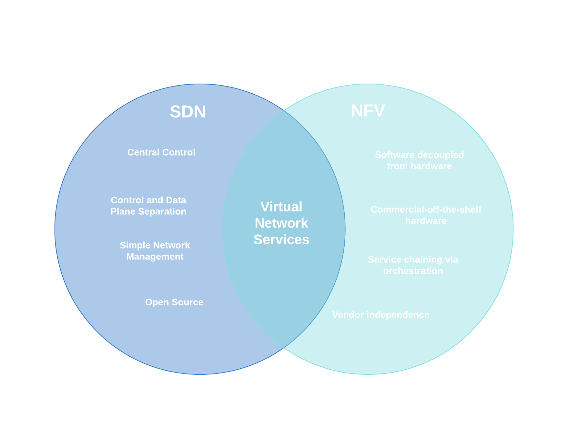 SDN
Central Control
Control and Data
Plane Separation
Simple Network
Management
Open Source
Virtual
Network
Services
NFV
Software decoupled
from hardware
Commercial-off-the-shelf
hardware
Service chaining via
orchestration
Vendor independence